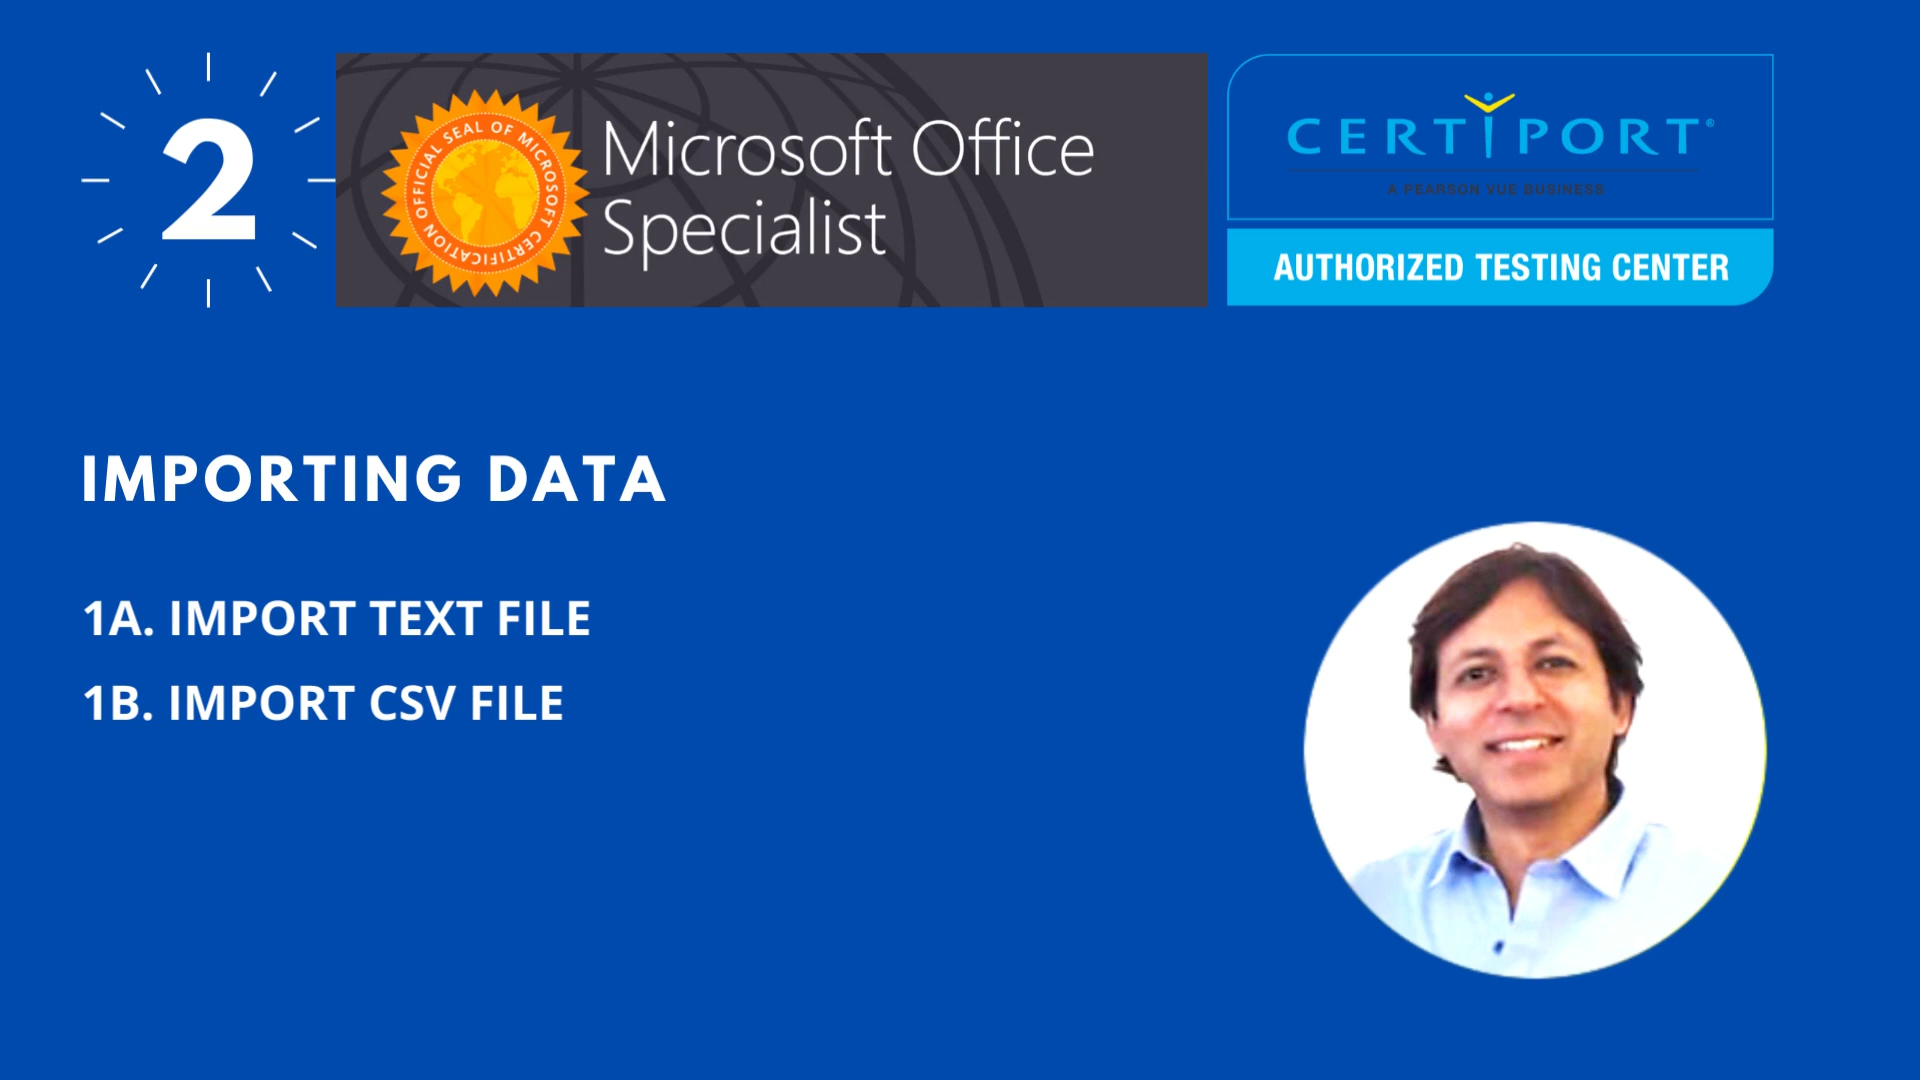 2
OFFICIAL SEAL OF MICROSOFT CERTIFICATION
Microsoft Office
Specialist
CERTIPORT®
A PEARSON VUE BUSINESS
AUTHORIZED TESTING CENTER
IMPORTING DATA
1A. IMPORT TEXT FILE
1B. IMPORT CSV FILE